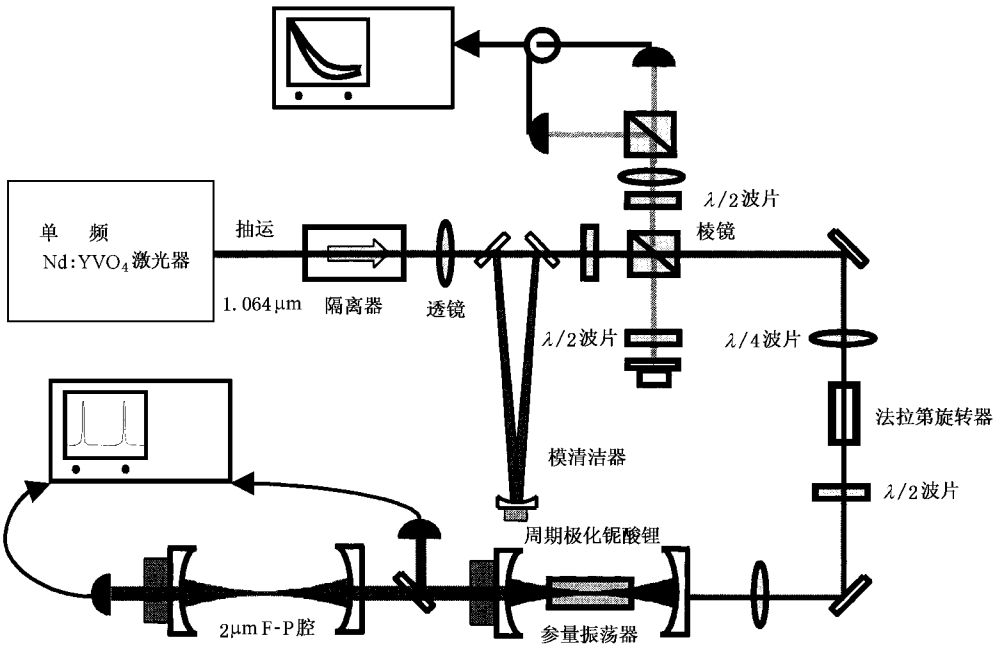 λ/2波片
单 频
Nd:YVO₄激光器
抽运
棱镜
1.064μm
隔离器
透镜
λ/2波片
λ/4波片
法拉第旋转器
模清洁器
λ/2波片
周期极化铌酸锂
2μm F-P腔
参量振荡器